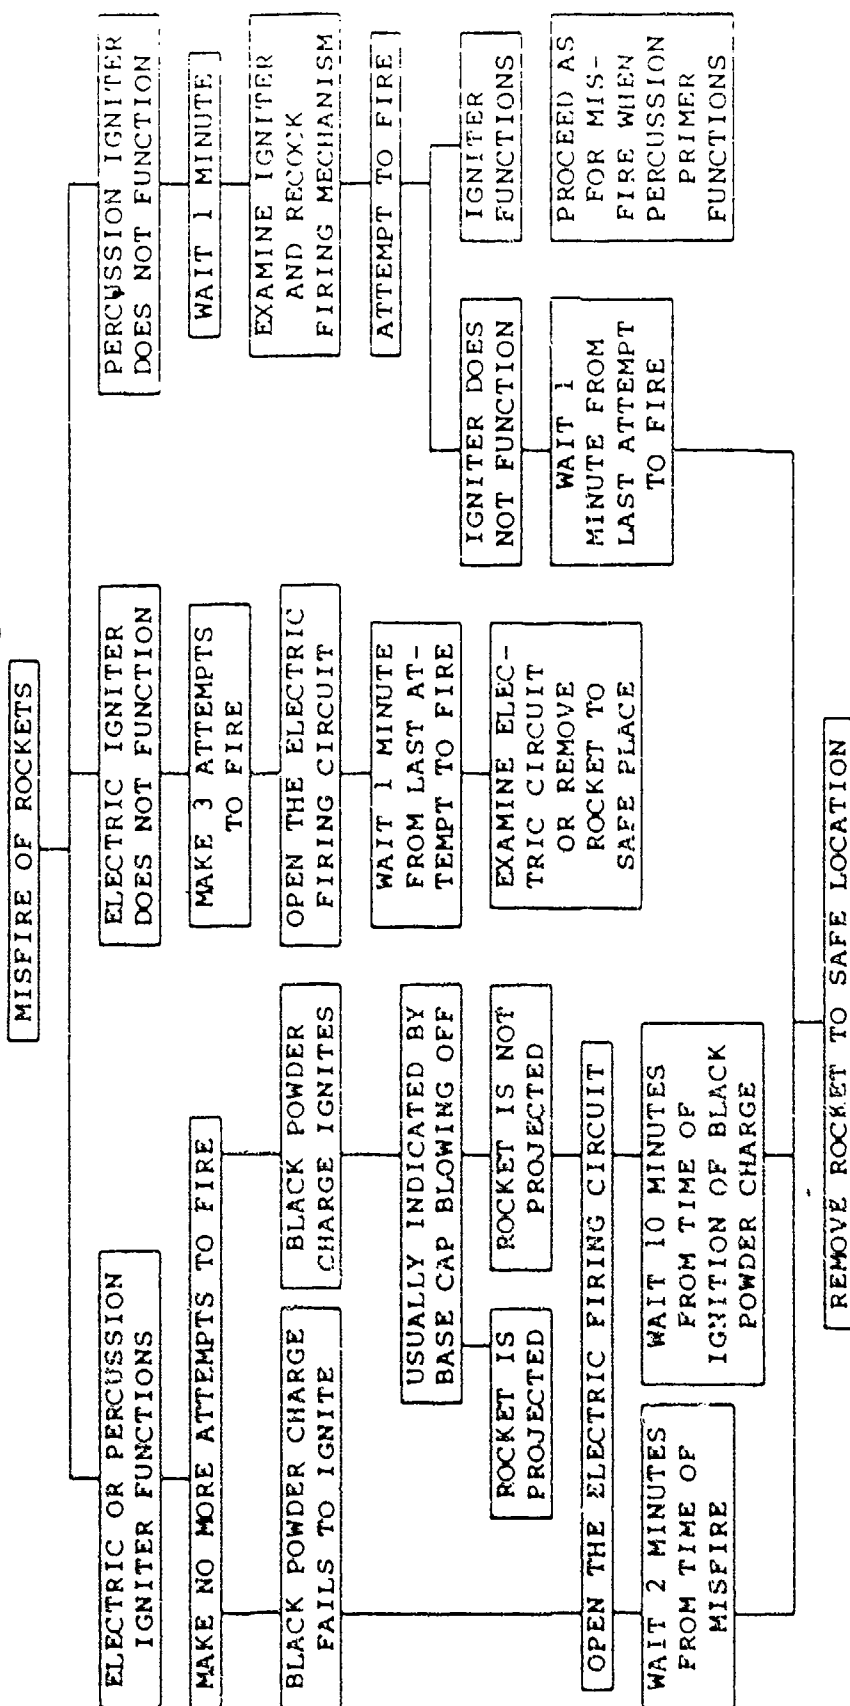 MISFIRE OF ROCKETS
ELECTRIC OR PERCUSSION
IGNITER FUNCTIONS
MAKE NO MORE ATTEMPTS TO FIRE
BLACK POWDER CHARGE
FAILS TO IGNITE
BLACK POWDER
CHARGE IGNITES
USUALLY INDICATED BY
BASE CAP BLOWING OFF
ROCKET IS
PROJECTED
ROCKET IS NOT
PROJECTED
OPEN THE ELECTRIC FIRING CIRCUIT
WAIT 2 MINUTES
FROM TIME OF
MISFIRE
WAIT 10 MINUTES
FROM TIME OF
IGNITION OF BLACK
POWDER CHARGE
ELECTRIC IGNITER
DOES NOT FUNCTION
MAKE 3 ATTEMPTS
TO FIRE
OPEN THE ELECTRIC
FIRING CIRCUIT
WAIT 1 MINUTE
FROM LAST AT-
TEMPT TO FIRE
EXAMINE ELEC-
TRIC CIRCUIT
OR REMOVE
ROCKET TO
SAFE PLACE
PERCUSSION IGNITER
DOES NOT FUNCTION
WAIT 1 MINUTE
EXAMINE IGNITER
AND RECOCK
FIRING MECHANISM
ATTEMPT TO FIRE
IGNITER DOES
NOT FUNCTION
WAIT 1
MINUTE FROM
LAST ATTEMPT
TO FIRE
IGNITER
FUNCTIONS
PROCEED AS
FOR MIS-
FIRE WHEN
PERCUSSION
PRIMER
FUNCTIONS
REMOVE ROCKET TO SAFE LOCATION